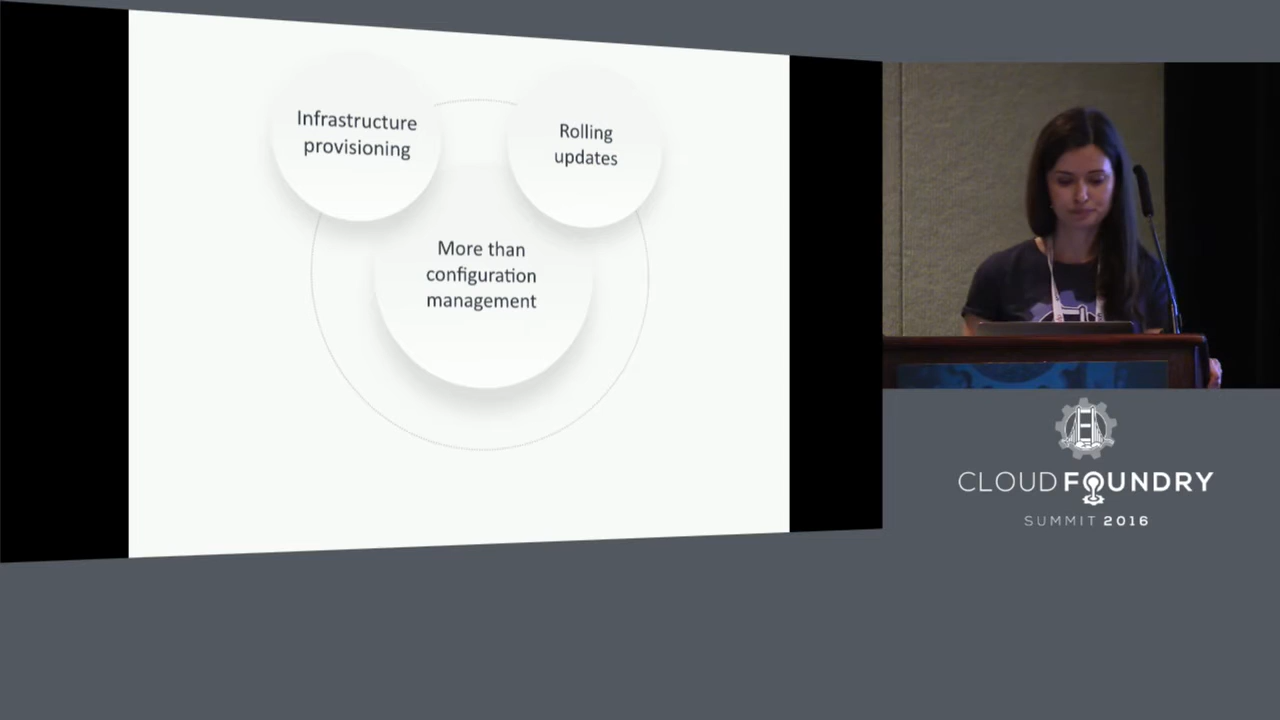 Infrastructure
provisioning
Rolling
updates
More than
configuration
management
CLOUD FOUNDRY
SUMMIT 2016